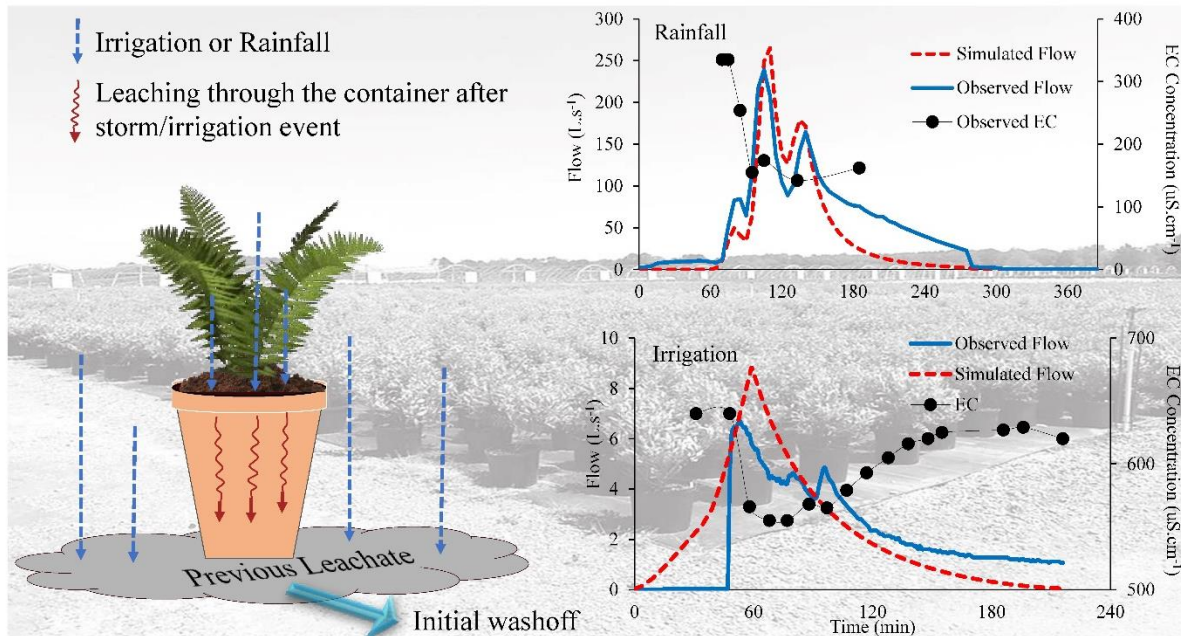 Irrigation or Rainfall
Leaching through the container after
storm/irrigation event
Previous Leachate
Initial washoff
Rainfall
Simulated Flow
Observed Flow
Observed EC
Flow (L.s⁻¹)
300
250
200
150
100
50
0
EC Concentration (uS.cm⁻¹)
400
300
200
100
0
0 60 120 180 240 300 360
Irrigation
Observed Flow
Simulated Flow
EC
Flow (L.s⁻¹)
10
8
6
4
2
0
EC Concentration (uS.cm⁻¹)
700
600
500
0 60 120 180 240
Time (min)